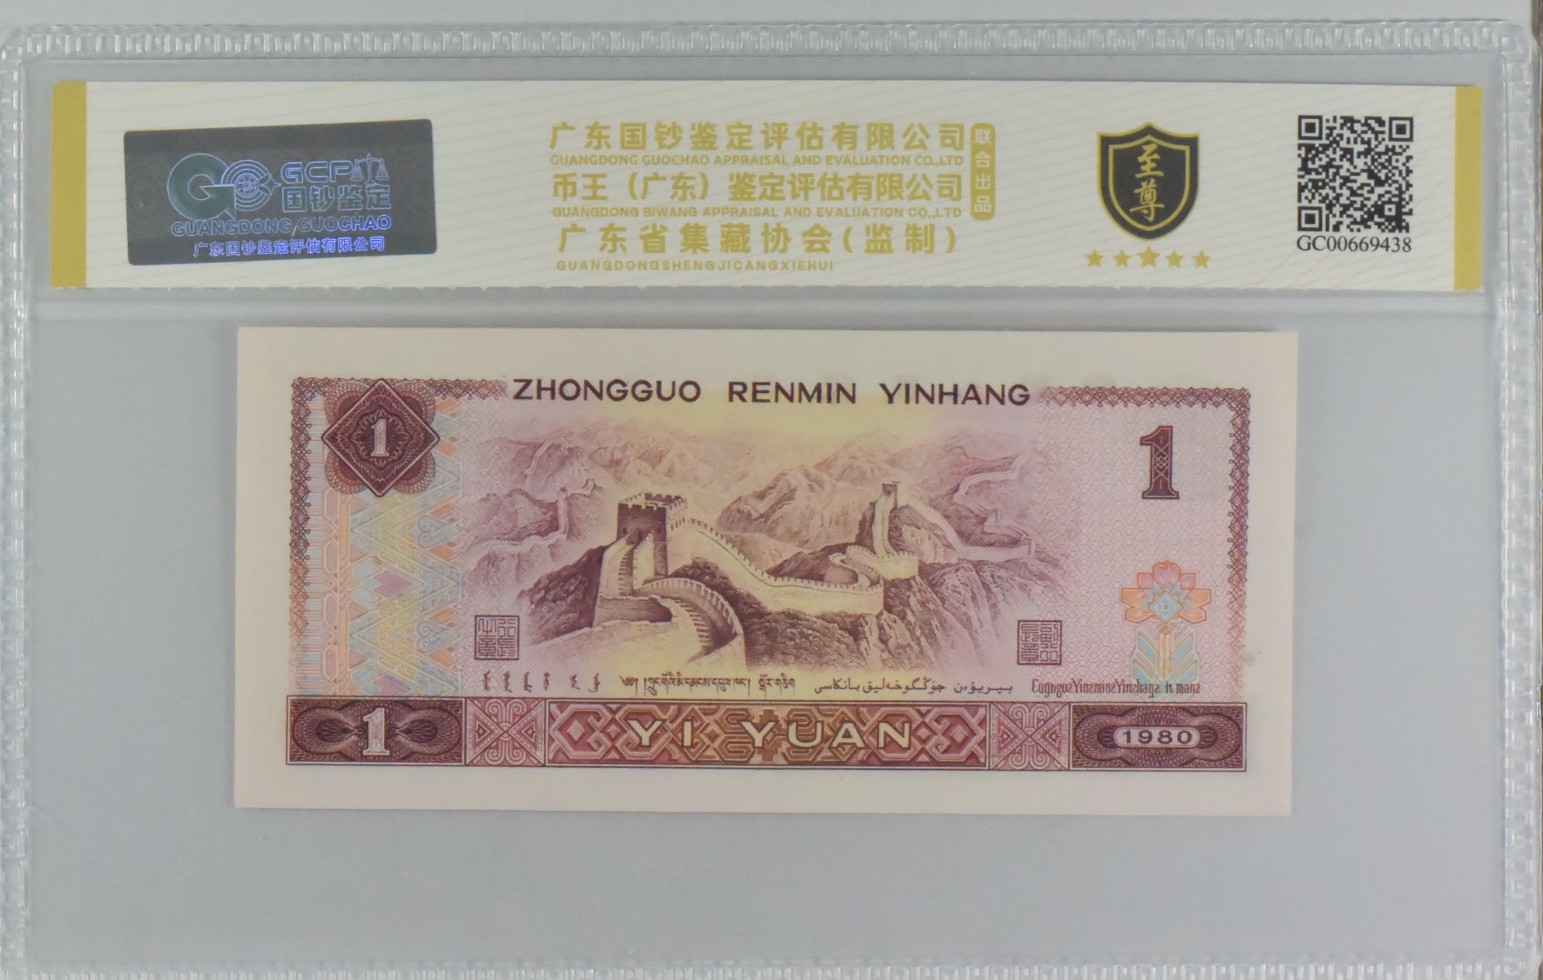 GCP
国钞鉴定
GUANGDONG/GUOCHAO
广东国钞鉴定评估有限公司
广东国钞鉴定评估有限公司
GUANGDONG GUOCHAO APPRAISAL AND EVALUATION CO.,LTD
币王（广东）鉴定评估有限公司
GUANGDONG BIWANG APPRAISAL AND EVALUATION CO.,LTD
联合出品
广东省集藏协会(监制)
GUANGDONGSHENGJICANGXIEHUI
至尊
GC00669438
ZHONGGUO RENMIN YINHANG
1
1
جۇڭگوخەلىق بانكاسى بىريۇەن
1
YI YUAN
1980